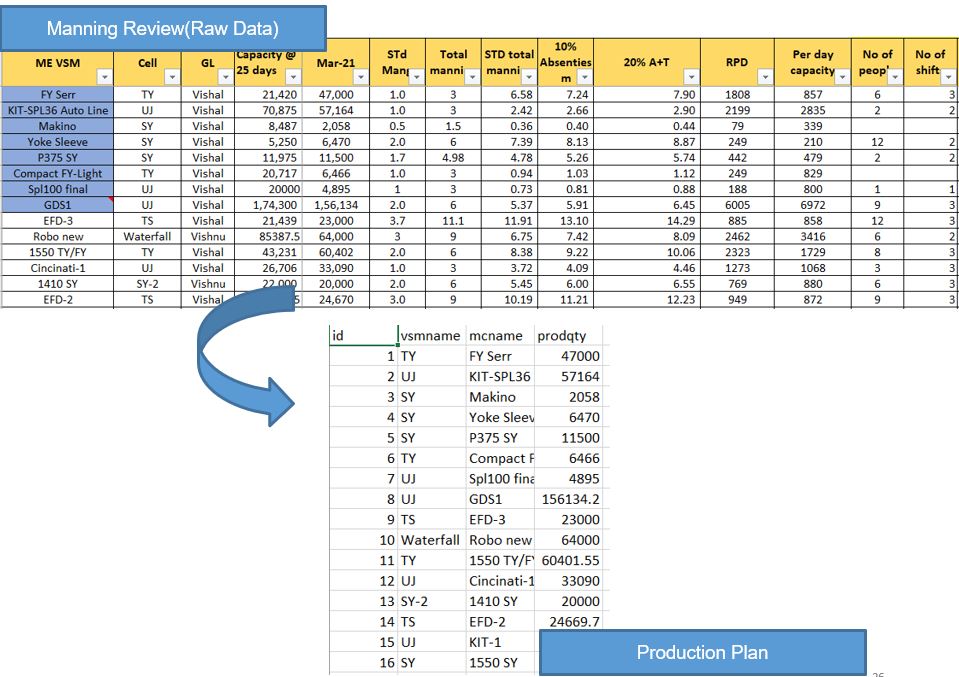 Manning Review(Raw Data)
ME VSM Cell GL Capacity @ 25 days Mar-21 STd Mani Total manni STD total manni 10% Absenties m 20% A+T RPD Per day capacity No of peopl No of shift
FY Serr TY Vishal 21,420 47,000 1.0 3 6.58 7.24 7.90 1808 857 6 3
KIT-SPL36 Auto Line UJ Vishal 70,875 57,164 1.0 3 2.42 2.66 2.90 2199 2835 2 2
Makino SY Vishal 8,487 2,058 0.5 1.5 0.36 0.40 0.44 79 339
Yoke Sleeve SY Vishal 5,250 6,470 2.0 6 7.39 8.13 8.87 249 210 12 2
P375 SY SY Vishal 11,975 11,500 1.7 4.98 4.78 5.26 5.74 442 479 2 2
Compact FY-Light TY Vishal 20,717 6,466 1.0 3 0.94 1.03 1.12 249 829
Spl100 final UJ Vishal 20000 4,895 1 3 0.73 0.81 0.88 188 800 1 1
GDS1 UJ Vishal 1,74,300 1,56,134 2.0 6 5.37 5.91 6.45 6005 6972 9 3
EFD-3 TS Vishal 21,439 23,000 3.7 11.1 11.91 13.10 14.29 885 858 12 3
Robo new Waterfall Vishnu 85387.5 64,000 3 9 6.75 7.42 8.09 2462 3416 6 2
1550 TY/FY TY Vishal 43,231 60,402 2.0 6 8.38 9.22 10.06 2323 1729 8 3
Cincinati-1 UJ Vishal 26,706 33,090 1.0 3 3.72 4.09 4.46 1273 1068 3 3
1410 SY SY-2 Vishnu 22,000 20,000 2.0 6 5.45 6.00 6.55 769 880 6 3
EFD-2 TS Vishal 5 24,670 3.0 9 10.19 11.21 12.23 949 872 9 3
id vsmname mcname prodqty
1 TY FY Serr 47000
2 UJ KIT-SPL36 57164
3 SY Makino 2058
4 SY Yoke Sleev 6470
5 SY P375 SY 11500
6 TY Compact F 6466
7 UJ Spl100 fina 4895
8 UJ GDS1 156134.2
9 TS EFD-3 23000
10 Waterfall Robo new 64000
11 TY 1550 TY/FY 60401.55
12 UJ Cincinati-1 33090
13 SY-2 1410 SY 20000
14 TS EFD-2 24669.7
15 UJ KIT-1
16 SY 1550 SY
Production Plan